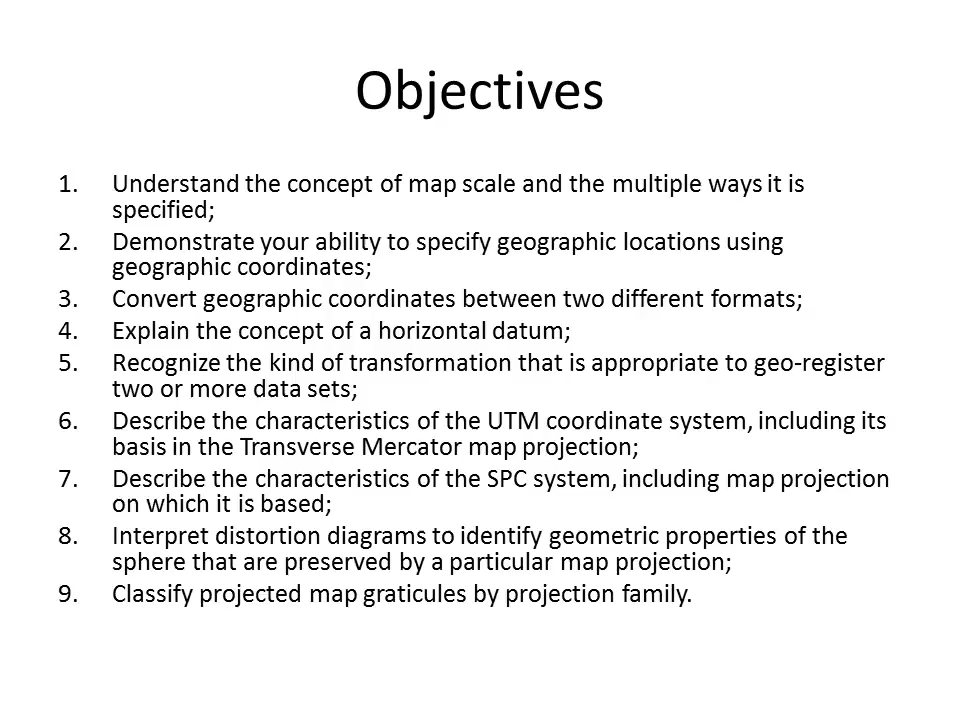 Objectives
1. Understand the concept of map scale and the multiple ways it is
specified;
2. Demonstrate your ability to specify geographic locations using
geographic coordinates;
3. Convert geographic coordinates between two different formats;
4. Explain the concept of a horizontal datum;
5. Recognize the kind of transformation that is appropriate to geo-register
two or more data sets;
6. Describe the characteristics of the UTM coordinate system, including its
basis in the Transverse Mercator map projection;
7. Describe the characteristics of the SPC system, including map projection
on which it is based;
8. Interpret distortion diagrams to identify geometric properties of the
sphere that are preserved by a particular map projection;
9. Classify projected map graticules by projection family.